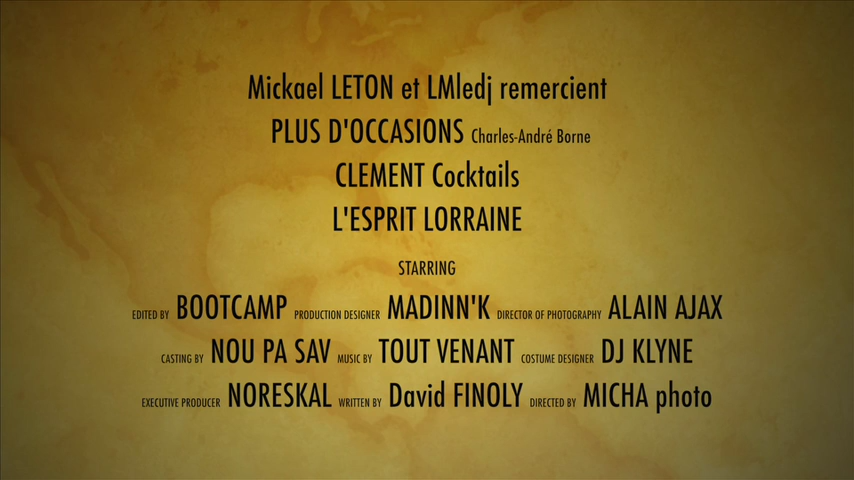 Mickael LETON et LMledj remercient
PLUS D'OCCASIONS Charles-André Borne
CLEMENT Cocktails
L'ESPRIT LORRAINE
STARRING
EDITED BY BOOTCAMP PRODUCTION DESIGNER MADINN'K DIRECTOR OF PHOTOGRAPHY ALAIN AJAX
CASTING BY NOU PA SAV MUSIC BY TOUT VENANT COSTUME DESIGNER DJ KLYNE
EXECUTIVE PRODUCER NORESKAL WRITTEN BY David FINOLY DIRECTED BY MICHA photo